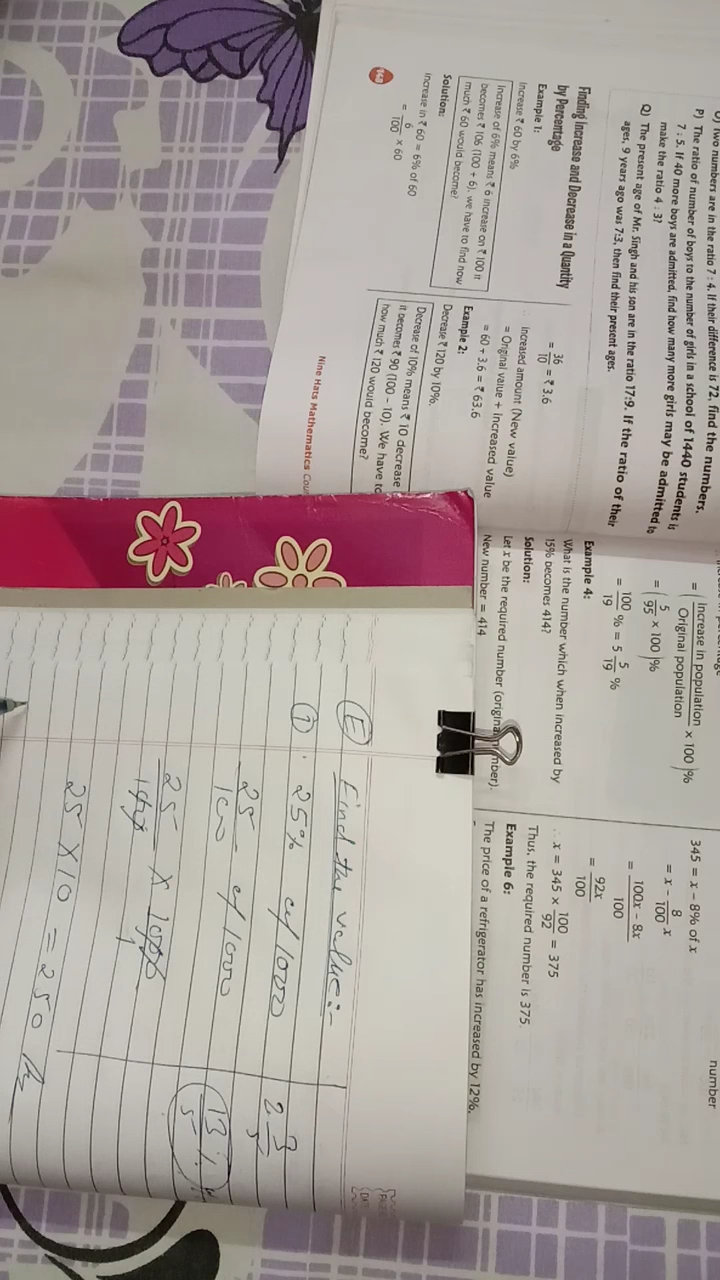 O) Two numbers are in the ratio 7 : 4. If their difference is 72, find the numbers.
P) The ratio of number of boys to the number of girls in a school of 1440 students is
7 : 5. If 40 more boys are admitted, find how many more girls may be admitted to
make the ratio 4 : 3?
Q) The present age of Mr. Singh and his son are in the ratio 17:9. If the ratio of their
ages, 9 years ago was 7:3, then find their present ages.
Finding Increase and Decrease in a Quantity
by Percentage
Example 1:
Increase ₹ 60 by 6%
Increase of 6% means ₹ 6 increase on ₹ 100 it
becomes ₹ 106 (100 + 6). we have to find how
much ₹ 60 would become?
Solution:
Increase in ₹ 60 = 6% of 60
= 6/100 × 60
= 36/10 = ₹ 3.6
Increased amount (New value)
= Original value + Increased value
= 60 + 3.6 = ₹ 63.6
Example 2:
Decrease ₹ 120 by 10%.
Decrease of 10% means ₹ 10 decrease
it becomes ₹ 90 (100 - 10). We have to
how much ₹ 120 would become?
Nine Hats Mathematics Cou
= (Increase in population/Original population × 100)%
= (5/95 × 100)%
= 100/19 % = 5 5/19 %
Example 4:
What is the number which when increased by
15% becomes 414?
Solution:
Let x be the required number (original number).
New number = 414
number
345 = x - 8% of x
= x - 8/100 x
= 100x - 8x/100
= 92x/100
∴ x = 345 × 100/92 = 375
Thus, the required number is 375.
Example 6:
The price of a refrigerator has increased by 12%.
(E) Find the value:-
(1) 25% of 1000
25/100 of 1000
25/100 × 1000/1
25 × 10 = 250
2 3/5
13/5 %